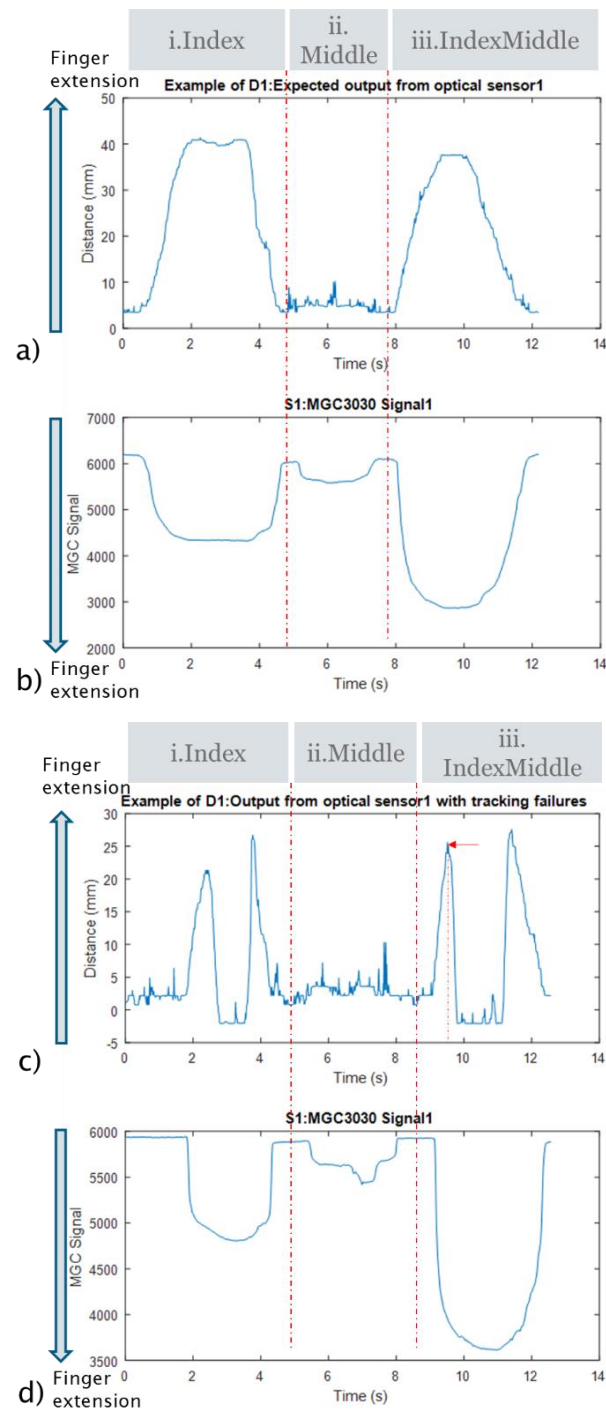 i.Index
ii.
Middle
iii.IndexMiddle
Finger
extension
Example of D1:Expected output from optical sensor1
50
40
30
20
10
0
Distance (mm)
0 2 4 6 8 10 12 14
Time (s)
a)
S1:MGC3030 Signal1
7000
6000
5000
4000
3000
2000
MGC Signal
0 2 4 6 8 10 12 14
Time (s)
Finger
extension
b)
i.Index
ii.Middle
iii.
IndexMiddle
Finger
extension
Example of D1:Output from optical sensor1 with tracking failures
30
25
20
15
10
5
0
-5
Distance (mm)
0 2 4 6 8 10 12 14
Time (s)
c)
S1:MGC3030 Signal1
6000
5500
5000
4500
4000
3500
MGC Signal
0 2 4 6 8 10 12 14
Time (s)
Finger
extension
d)